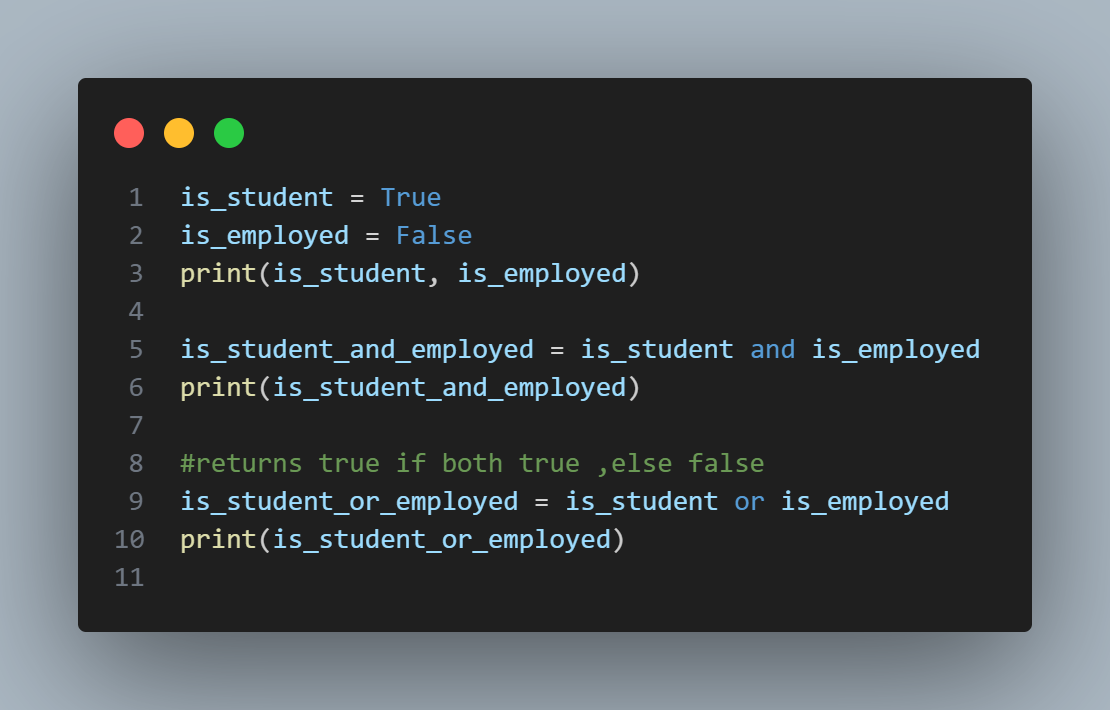 1 is_student = True
2 is_employed = False
3 print(is_student, is_employed)
4
5 is_student_and_employed = is_student and is_employed
6 print(is_student_and_employed)
7
8 #returns true if both true ,else false
9 is_student_or_employed = is_student or is_employed
10 print(is_student_or_employed)
11